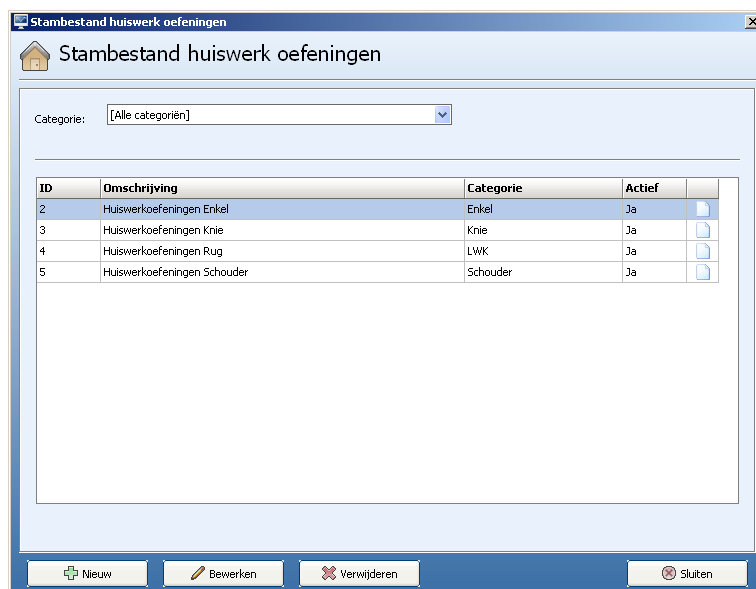 Stambestand huiswerk oefeningen
Stambestand huiswerk oefeningen
Categorie: [Alle categoriën]
ID Omschrijving Categorie Actief
2 Huiswerkoefeningen Enkel Enkel Ja
3 Huiswerkoefeningen Knie Knie Ja
4 Huiswerkoefeningen Rug LWK Ja
5 Huiswerkoefeningen Schouder Schouder Ja
Nieuw Bewerken Verwijderen Sluiten